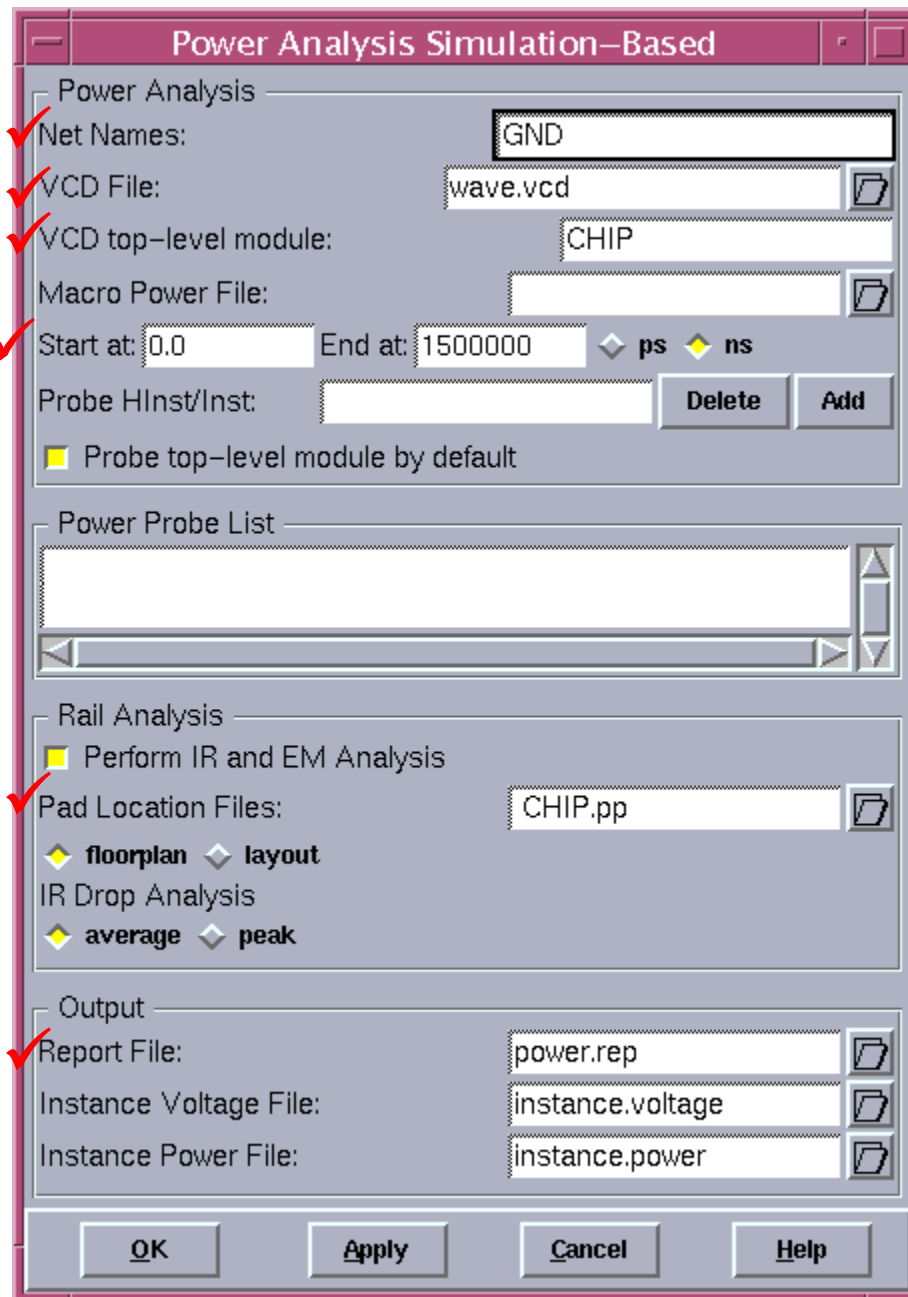 Power Analysis Simulation–Based
Power Analysis
Net Names: GND
VCD File: wave.vcd
VCD top–level module: CHIP
Macro Power File:
Start at: 0.0 End at: 1500000 ps ns
Probe HInst/Inst: Delete Add
Probe top–level module by default
Power Probe List
Rail Analysis
Perform IR and EM Analysis
Pad Location Files: CHIP.pp
floorplan layout
IR Drop Analysis
average peak
Output
Report File: power.rep
Instance Voltage File: instance.voltage
Instance Power File: instance.power
OK Apply Cancel Help